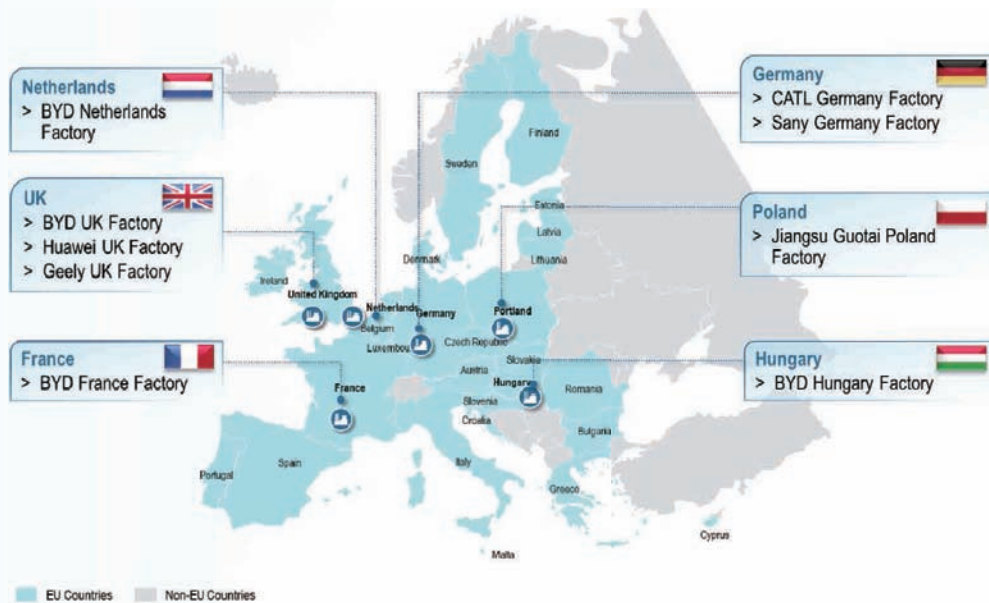 Netherlands
> BYD Netherlands
Factory
UK
> BYD UK Factory
> Huawei UK Factory
> Geely UK Factory
France
> BYD France Factory
Germany
> CATL Germany Factory
> Sany Germany Factory
Poland
> Jiangsu Guotai Poland
Factory
Hungary
> BYD Hungary Factory
Finland
Sweden
Estonia
Latvia
Lithuania
Denmark
Ireland
United Kingdom
Netherlands
Belgium
Germany
Portland
Luxembou
Czech Republic
Slovakia
Austria
Hungary
Romania
France
Slovenia
Croatia
Bulgaria
Italy
Portugal
Spain
Greece
Cyprus
Malta
EU Countries
Non-EU Countries